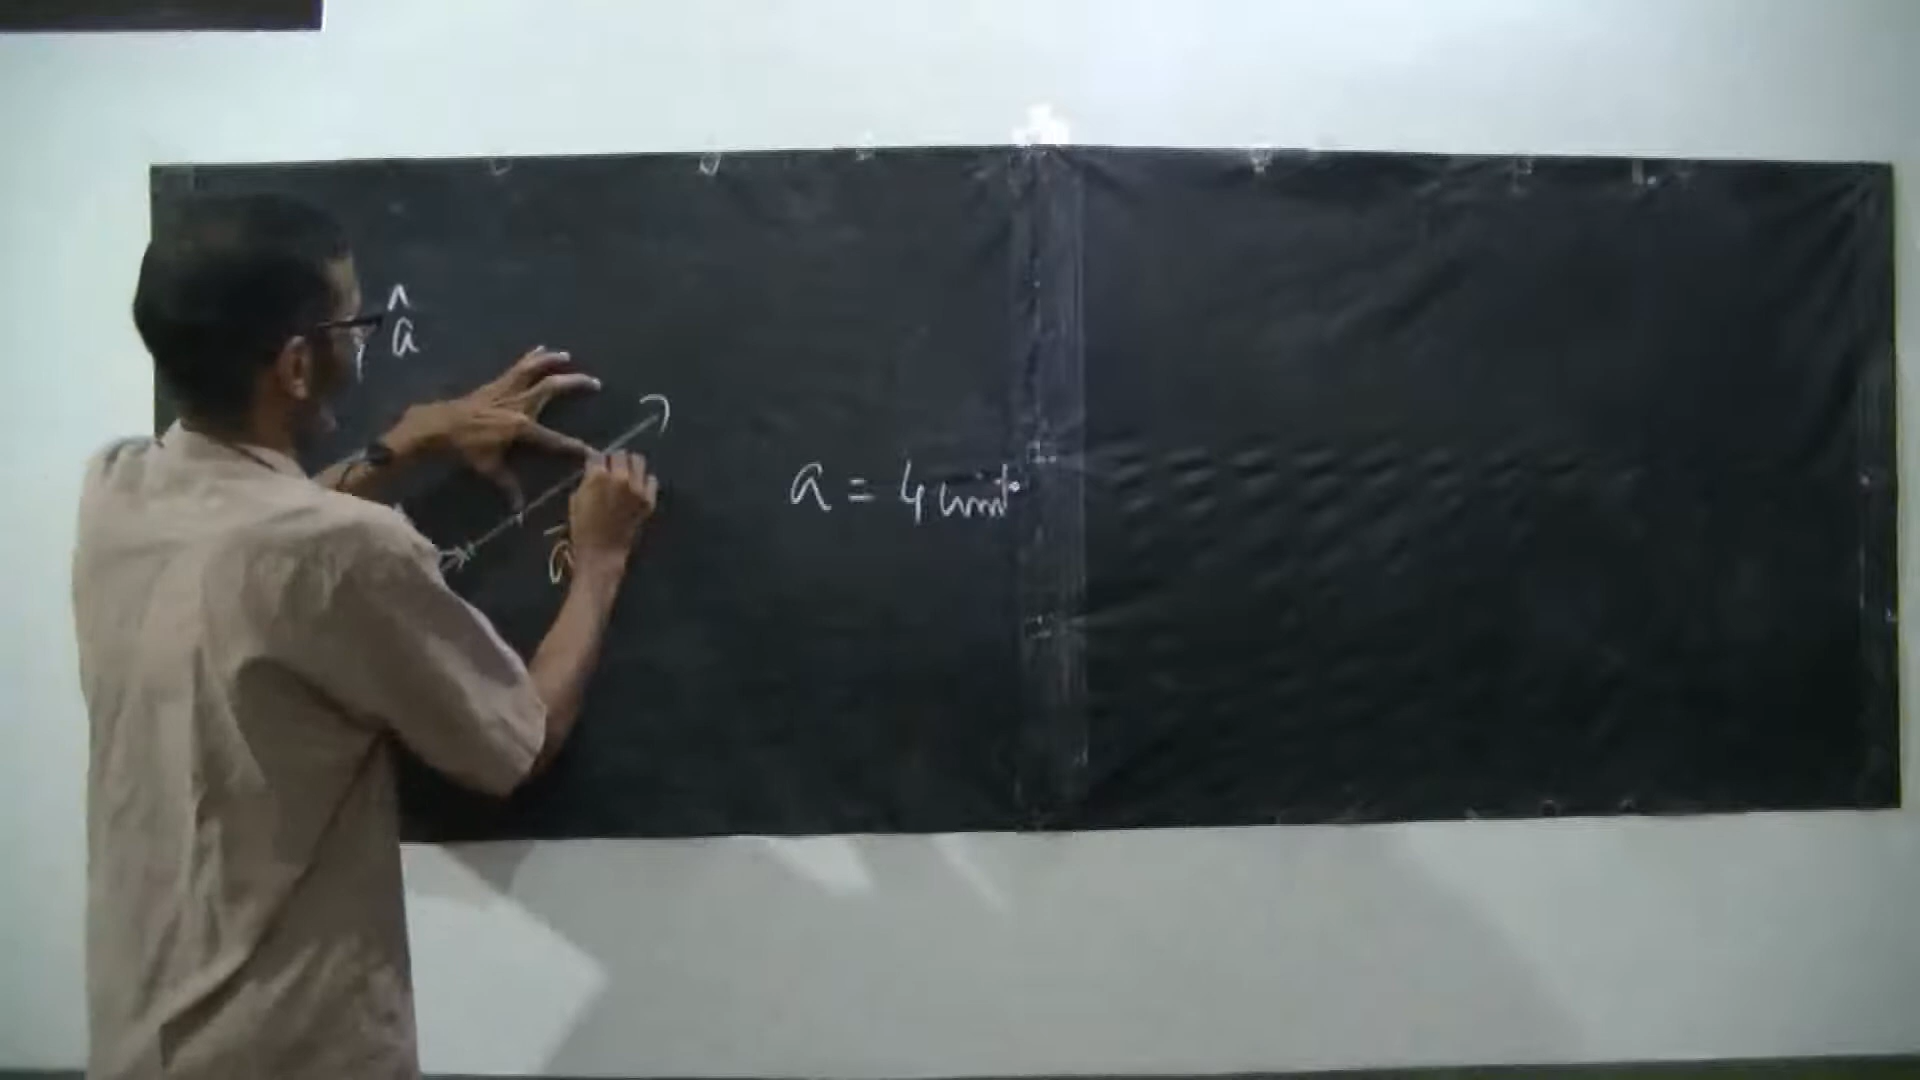 â
a⃗
a = 4 unit